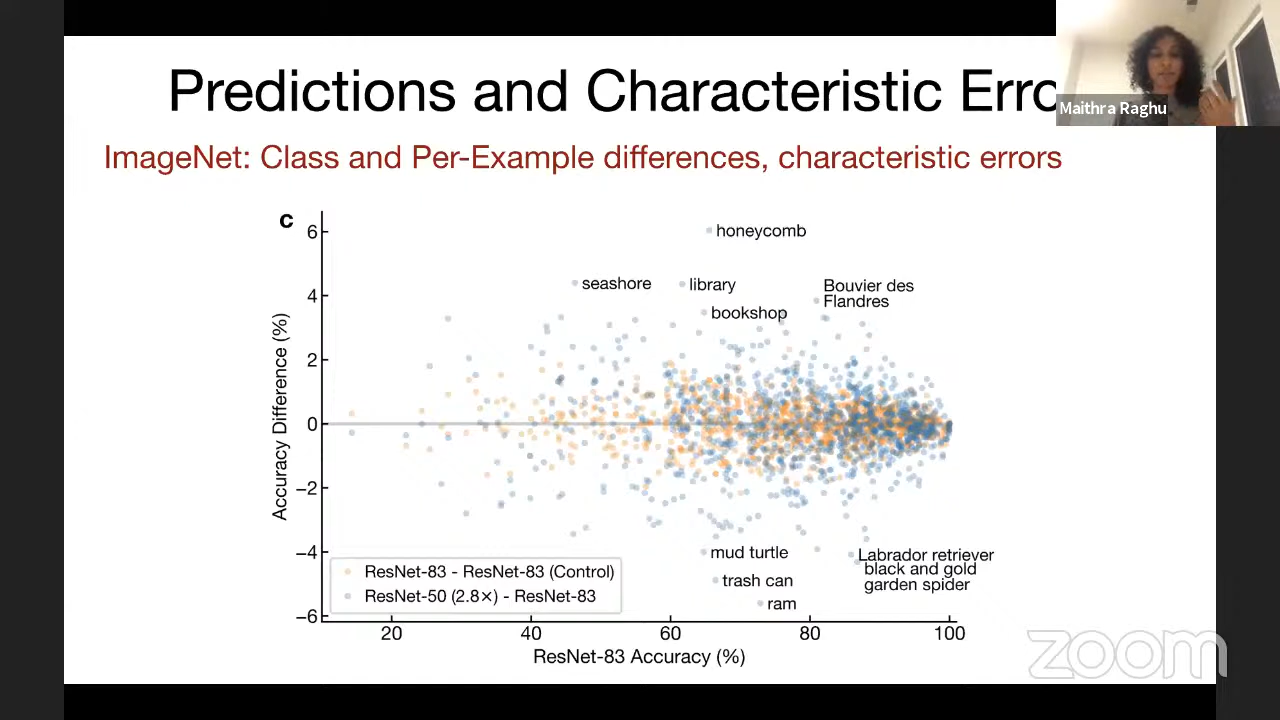 Predictions and Characteristic Erro
Maithra Raghu
ImageNet: Class and Per-Example differences, characteristic errors
c
6
4
2
0
−2
−4
−6
Accuracy Difference (%)
honeycomb
seashore
library
Bouvier des
Flandres
bookshop
mud turtle
trash can
ram
Labrador retriever
black and gold
garden spider
ResNet-83 - ResNet-83 (Control)
ResNet-50 (2.8×) - ResNet-83
20 40 60 80 100
ResNet-83 Accuracy (%)
zoom